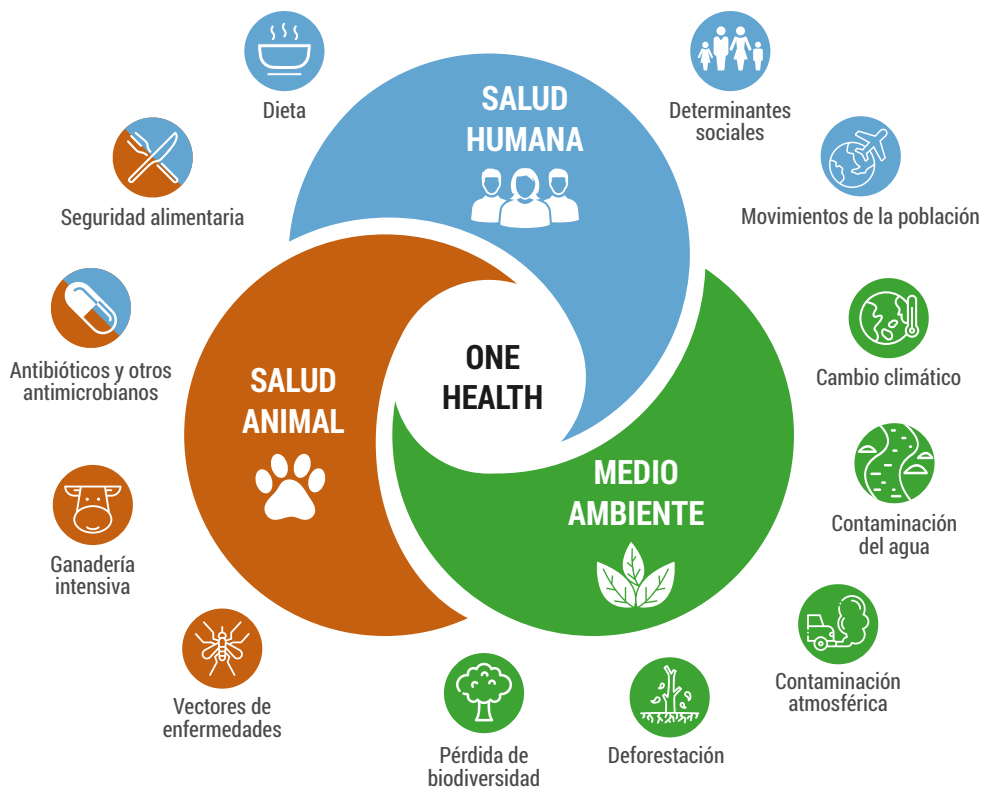 Dieta
SALUD
HUMANA
Determinantes
sociales
Seguridad alimentaria
Movimientos de la población
Antibióticos y otros
antimicrobianos
SALUD
ANIMAL
ONE
HEALTH
Cambio climático
MEDIO
AMBIENTE
Contaminación
del agua
Ganadería
intensiva
Contaminación
atmosférica
Vectores de
enfermedades
Pérdida de
biodiversidad
Deforestación